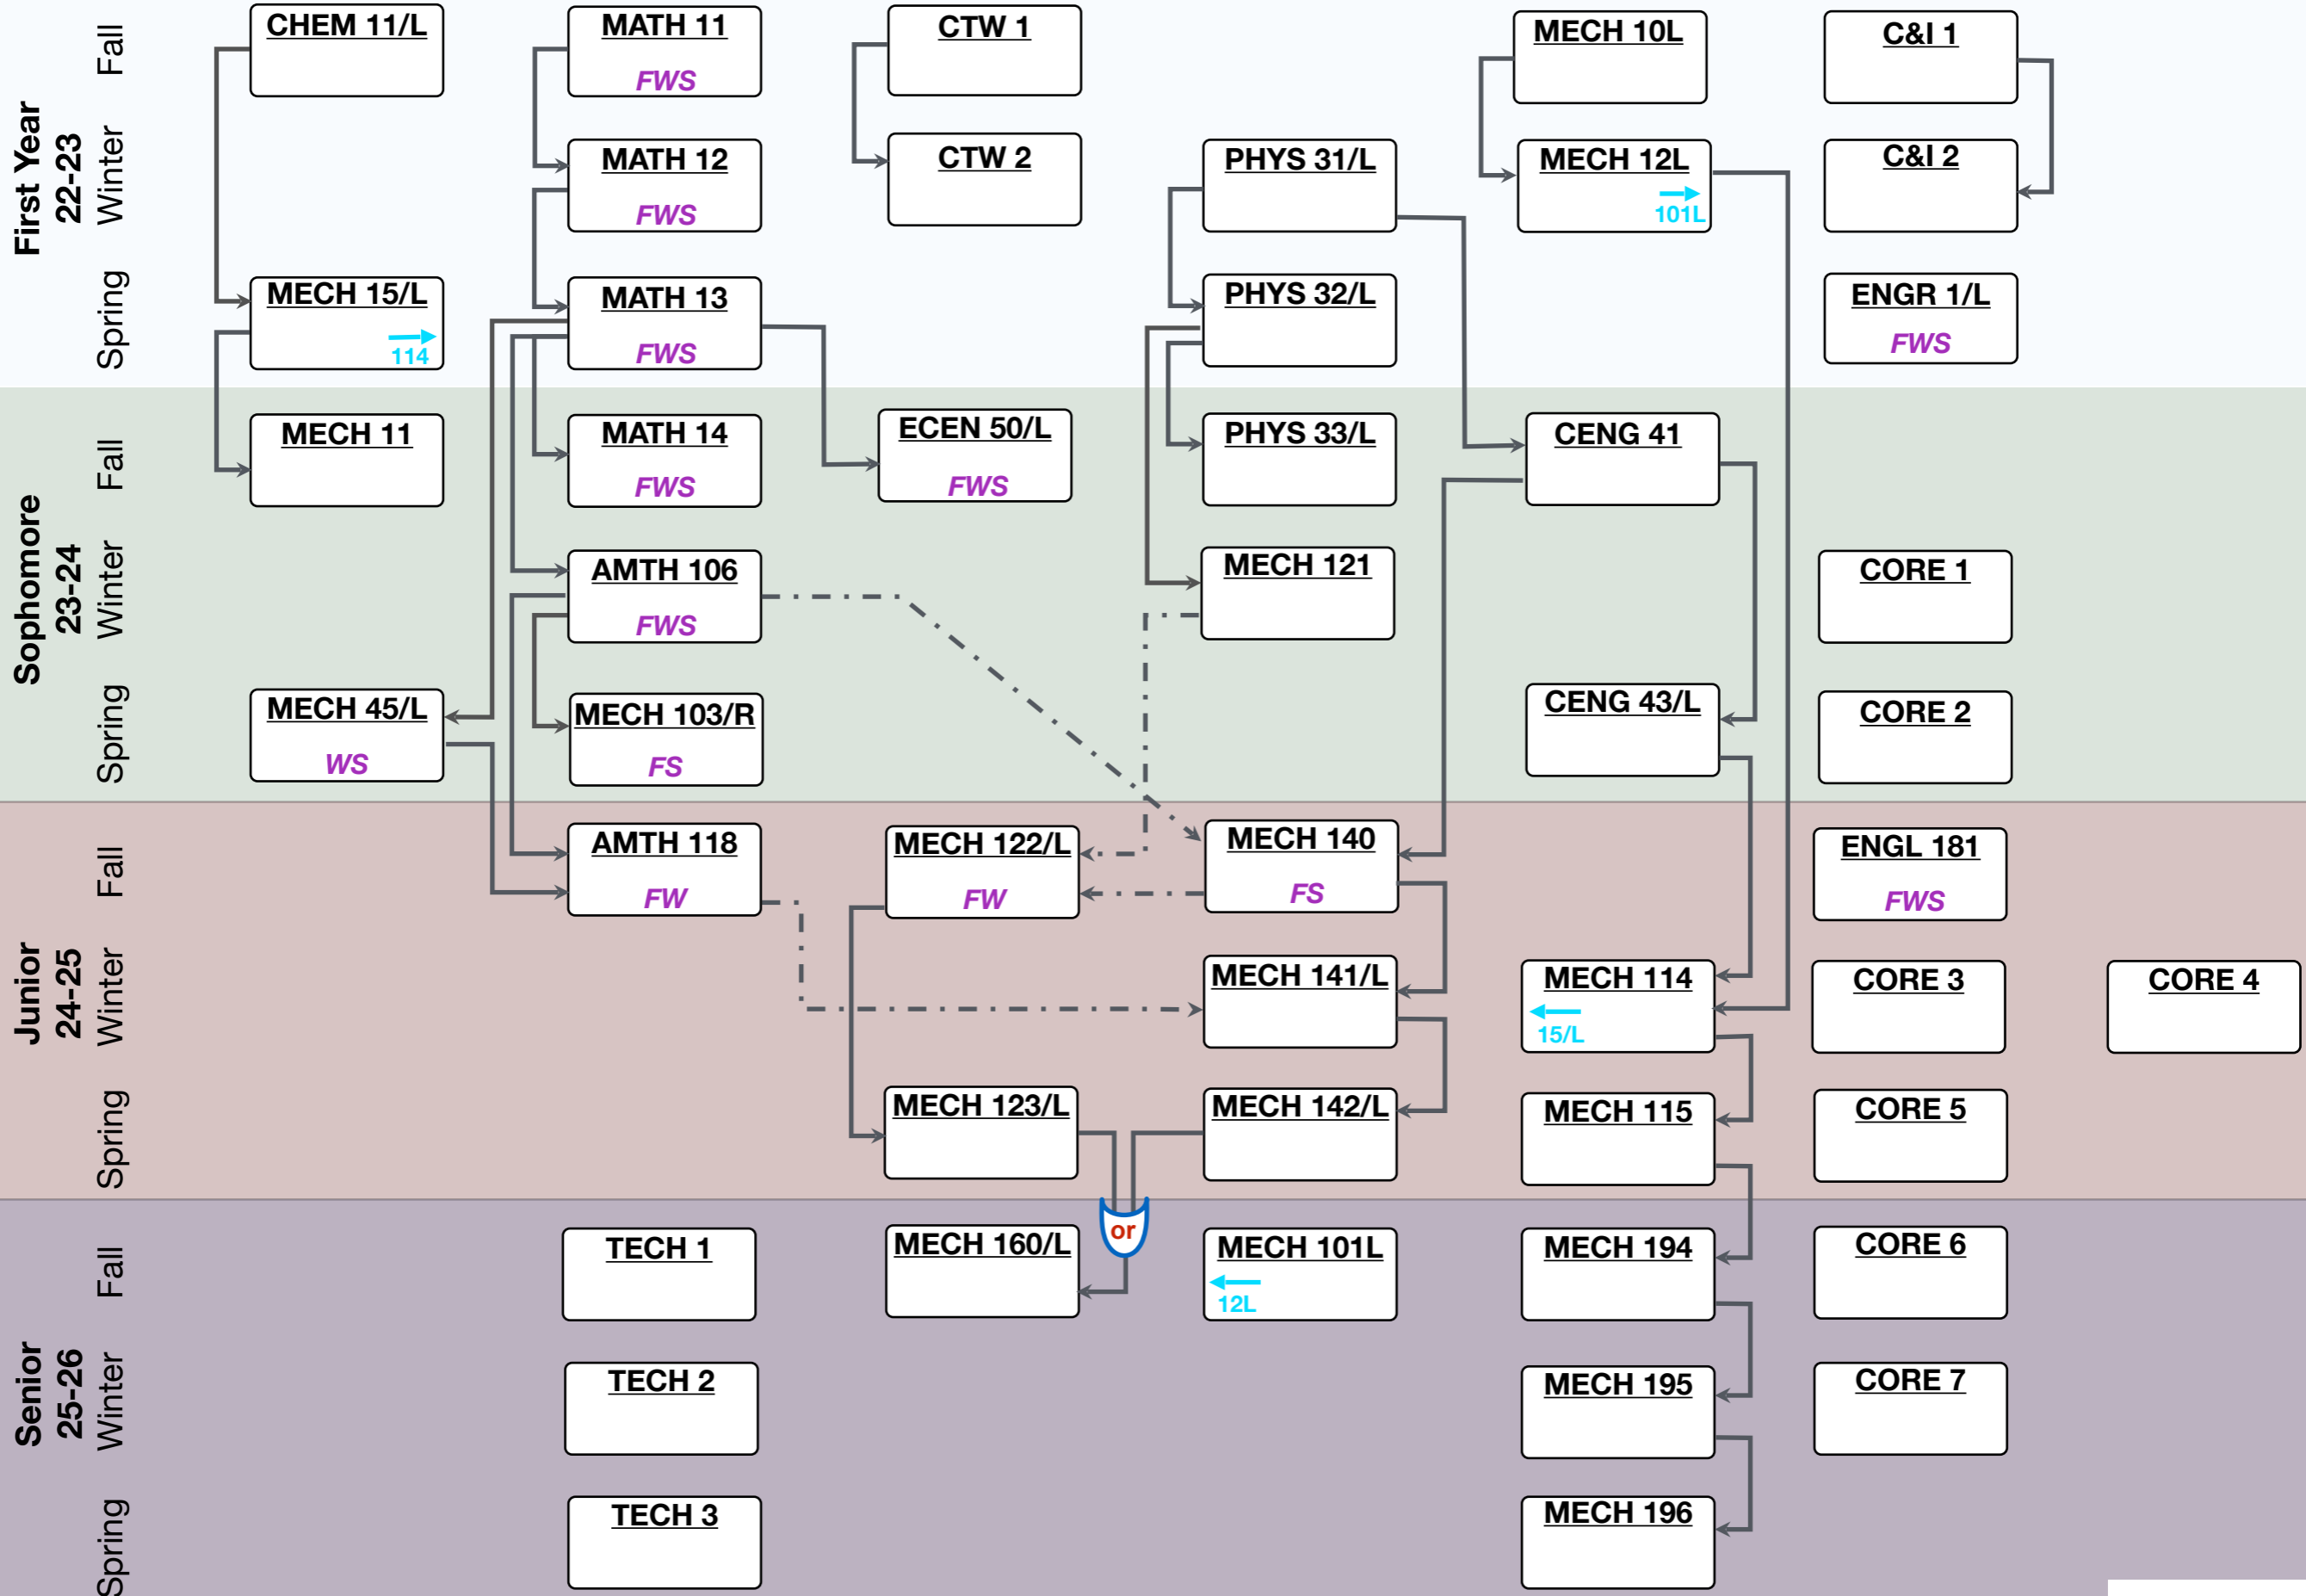 First Year
22-23
Fall
CHEM 11/L
MATH 11
FWS
CTW 1
MECH 10L
C&I 1
Winter
MATH 12
FWS
CTW 2
PHYS 31/L
MECH 12L
101L
C&I 2
Spring
MECH 15/L
114
MATH 13
FWS
PHYS 32/L
ENGR 1/L
FWS
Sophomore
23-24
Fall
MECH 11
MATH 14
FWS
ECEN 50/L
FWS
PHYS 33/L
CENG 41
Winter
AMTH 106
FWS
MECH 121
CORE 1
Spring
MECH 45/L
WS
MECH 103/R
FS
CENG 43/L
CORE 2
Junior
24-25
Fall
AMTH 118
FW
MECH 122/L
FW
MECH 140
FS
ENGL 181
FWS
Winter
MECH 141/L
MECH 114
15/L
CORE 3
CORE 4
Spring
MECH 123/L
MECH 142/L
MECH 115
CORE 5
Senior
25-26
Fall
TECH 1
MECH 160/L
or
MECH 101L
12L
MECH 194
CORE 6
Winter
TECH 2
MECH 195
CORE 7
Spring
TECH 3
MECH 196